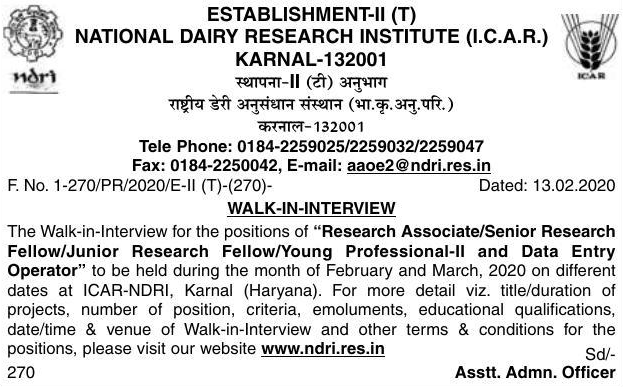 ESTABLISHMENT-II (T)
NATIONAL DAIRY RESEARCH INSTITUTE (I.C.A.R.)
KARNAL-132001
स्थापना-II (टी) अनुभाग
राष्ट्रीय डेरी अनुसंधान संस्थान (भा.कृ.अनु.परि.)
करनाल-132001
Tele Phone: 0184-2259025/2259032/2259047
Fax: 0184-2250042, E-mail: aaoe2@ndri.res.in
ndri
ICAR
F. No. 1-270/PR/2020/E-II (T)-(270)- Dated: 13.02.2020
WALK-IN-INTERVIEW
The Walk-in-Interview for the positions of “Research Associate/Senior Research
Fellow/Junior Research Fellow/Young Professional-II and Data Entry
Operator” to be held during the month of February and March, 2020 on different
dates at ICAR-NDRI, Karnal (Haryana). For more detail viz. title/duration of
projects, number of position, criteria, emoluments, educational qualifications,
date/time & venue of Walk-in-Interview and other terms & conditions for the
positions, please visit our website www.ndri.res.in
Sd/-
270 Asstt. Admn. Officer